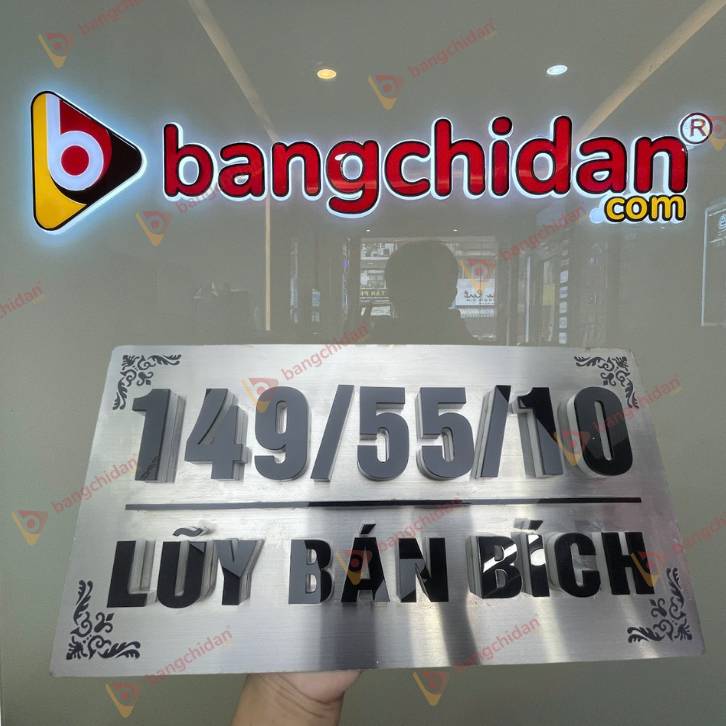 bangchidan®
com
149/55/10
LŨY BÁN BÍCH